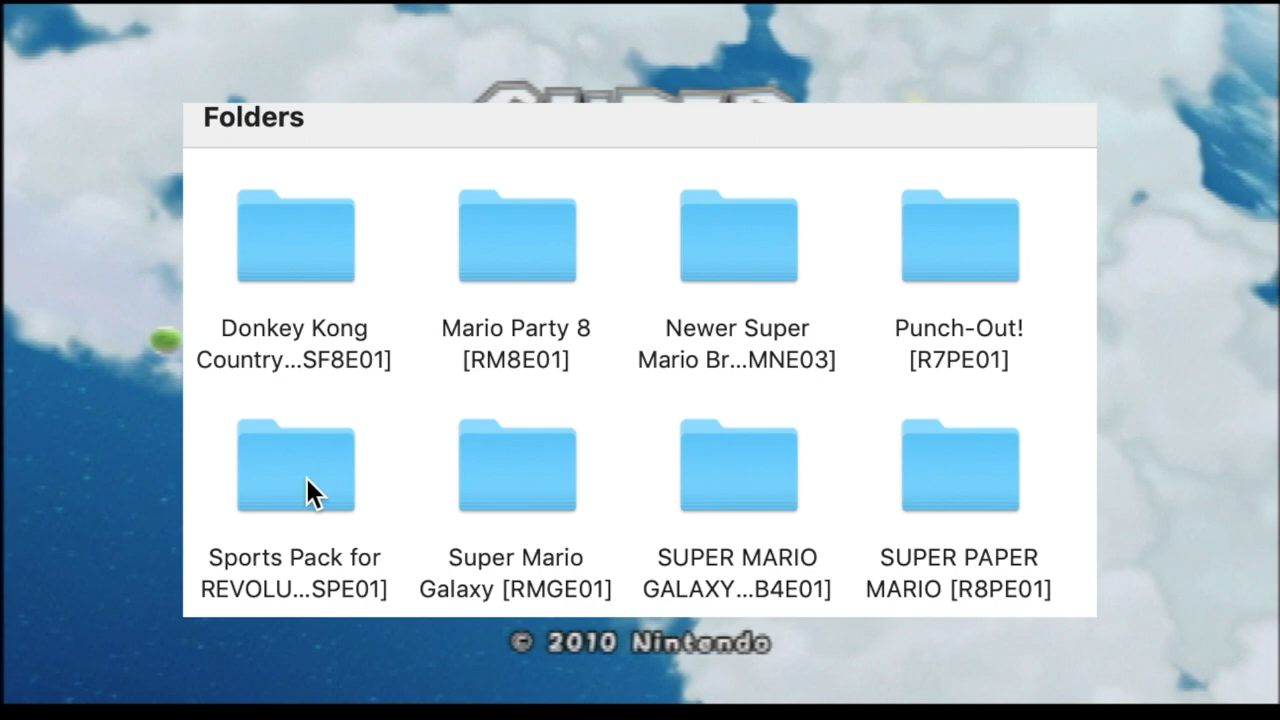 Folders
Donkey Kong
Country...SF8E01]
Mario Party 8
[RM8E01]
Newer Super
Mario Br...MNE03]
Punch-Out!
[R7PE01]
Sports Pack for
REVOLU...SPE01]
Super Mario
Galaxy [RMGE01]
SUPER MARIO
GALAXY...B4E01]
SUPER PAPER
MARIO [R8PE01]
© 2010 Nintendo